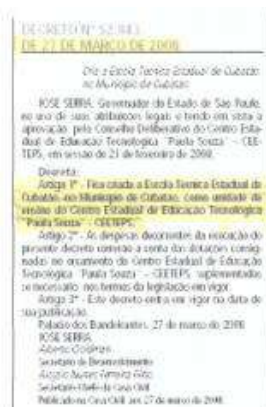 DECRETO Nº 52.843,
DE 27 DE MARÇO DE 2008
Cria a Escola Técnica Estadual de Cubatão,
no Município de Cubatão
JOSÉ SERRA, Governador do Estado de São Paulo,
no uso de suas atribuições legais e tendo em vista a
aprovação, pelo Conselho Deliberativo do Centro Esta-
dual de Educação Tecnológica "Paula Souza" - CEE-
TEPS, em sessão de 21 de fevereiro de 2008,
Decreta:
Artigo 1º - Fica criada a Escola Técnica Estadual de
Cubatão, no Município de Cubatão, como unidade de
ensino do Centro Estadual de Educação Tecnológica
"Paula Souza" - CEETEPS.
Artigo 2º - As despesas decorrentes da execução do
presente decreto correrão à conta das dotações consig-
nadas no orçamento do Centro Estadual de Educação
Tecnológica "Paula Souza" - CEETEPS, suplementadas
se necessário, nos termos da legislação em vigor.
Artigo 3º - Este decreto entra em vigor na data de
sua publicação.
Palácio dos Bandeirantes, 27 de março de 2008
JOSÉ SERRA
Alberto Goldman
Secretário de Desenvolvimento
Aloysio Nunes Ferreira Filho
Secretário-Chefe da Casa Civil
Publicado na Casa Civil, aos 27 de março de 2008.